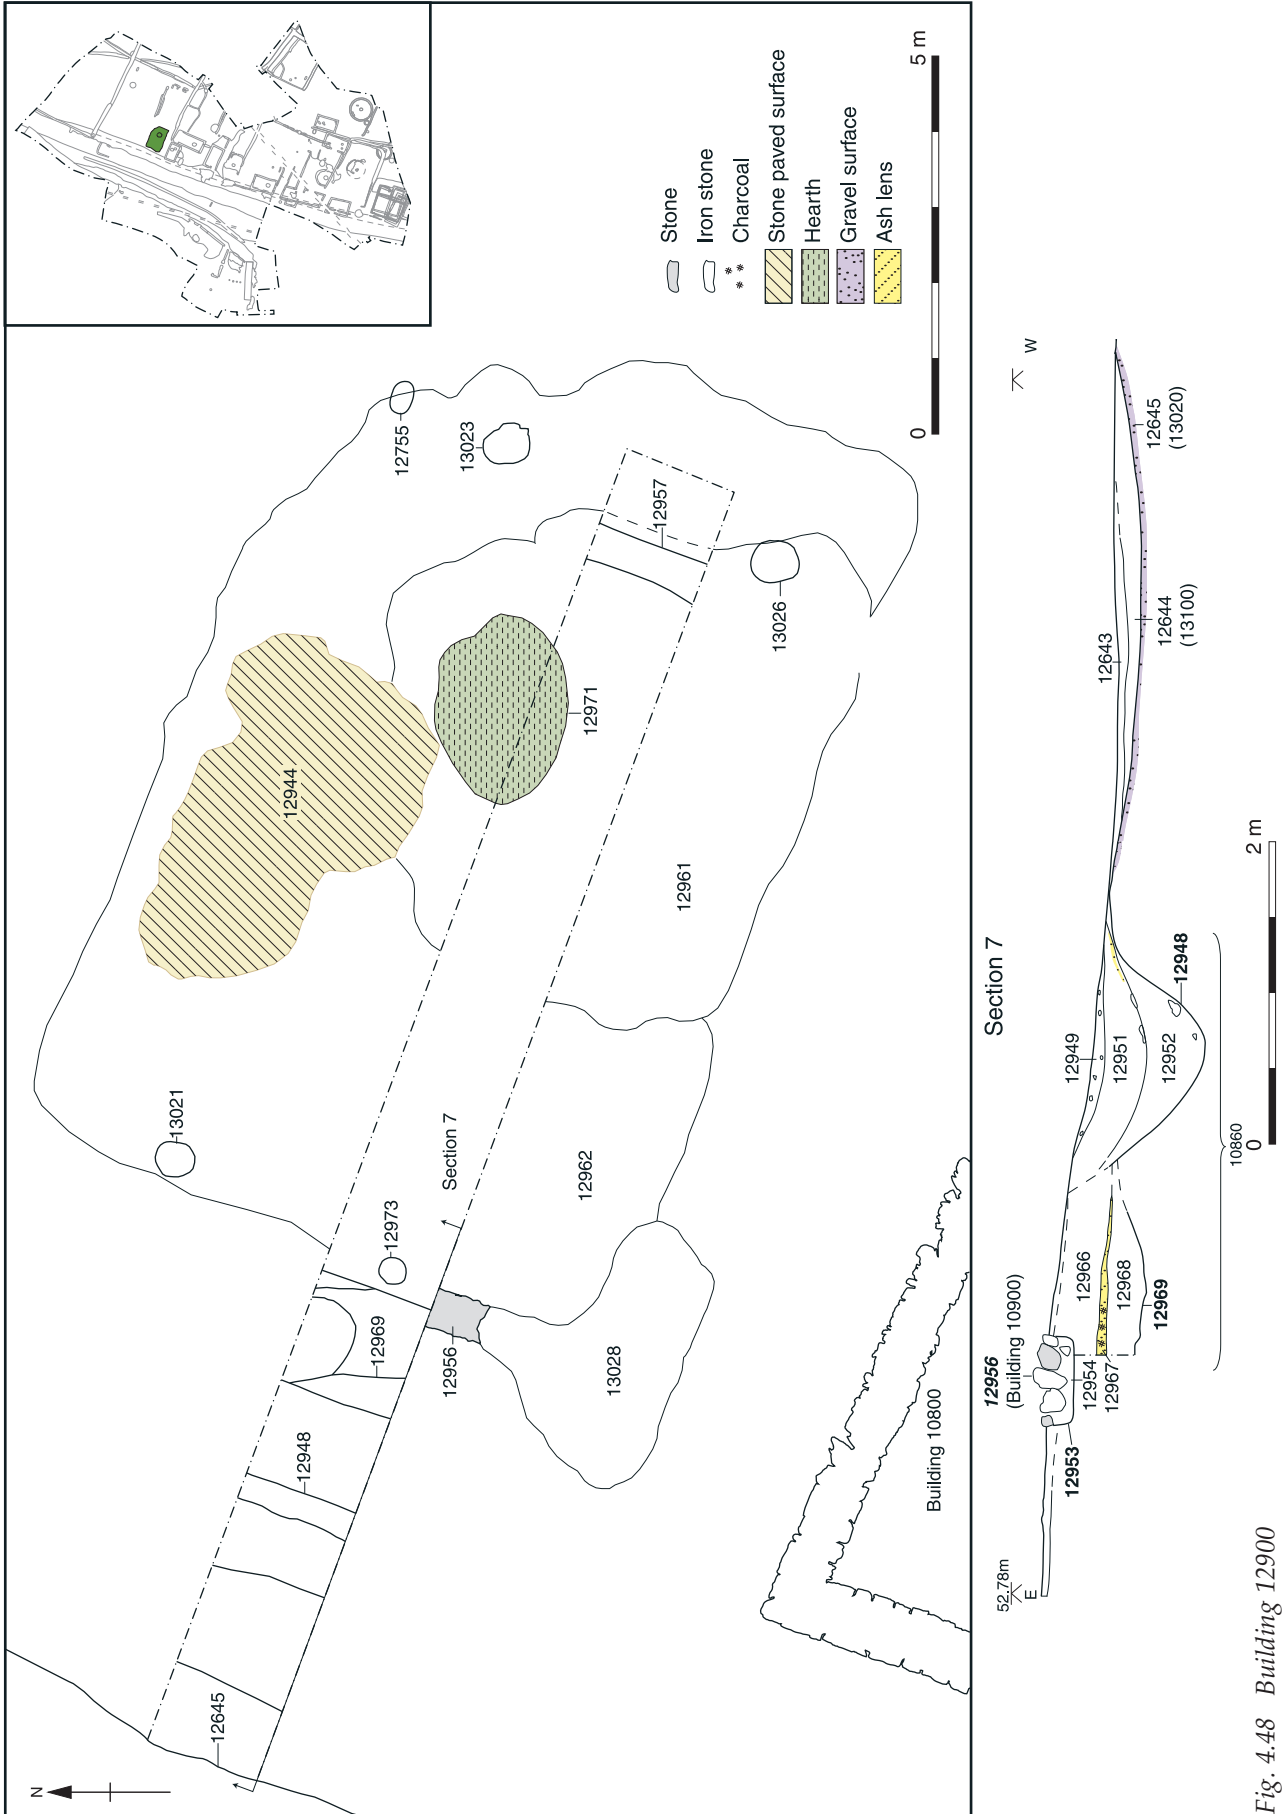 N
12645
12948
12969
12973
12956
Section 7
13021
12944
12755
13023
12957
12971
13026
12961
12962
13028
Building 10800
Stone
Iron stone
Charcoal
Stone paved surface
Hearth
Gravel surface
Ash lens
0
5 m
Section 7
52.78m
E
W
12956
(Building 10900)
12953
12954
12967
12966
12968
12969
12949
12951
12952
12948
10860
12643
12644
(13100)
12645
(13020)
0
2 m
Fig. 4.48 Building 12900